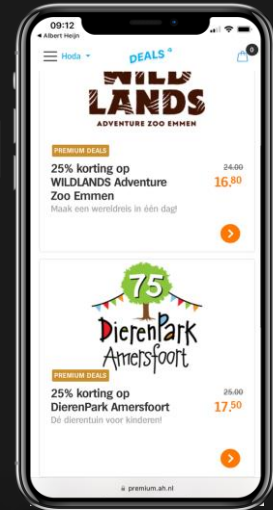 09:12
◀ Albert Heijn
Hoda
DEALS
0
WILD
LANDS
ADVENTURE ZOO EMMEN
PREMIUM DEALS
25% korting op
WILDLANDS Adventure
Zoo Emmen
24.00
16.80
Maak een wereldreis in één dag!
75
DierenPark
Amersfoort
PREMIUM DEALS
25% korting op
DierenPark Amersfoort
25.00
17.50
Dé dierentuin voor kinderen!
premium.ah.nl